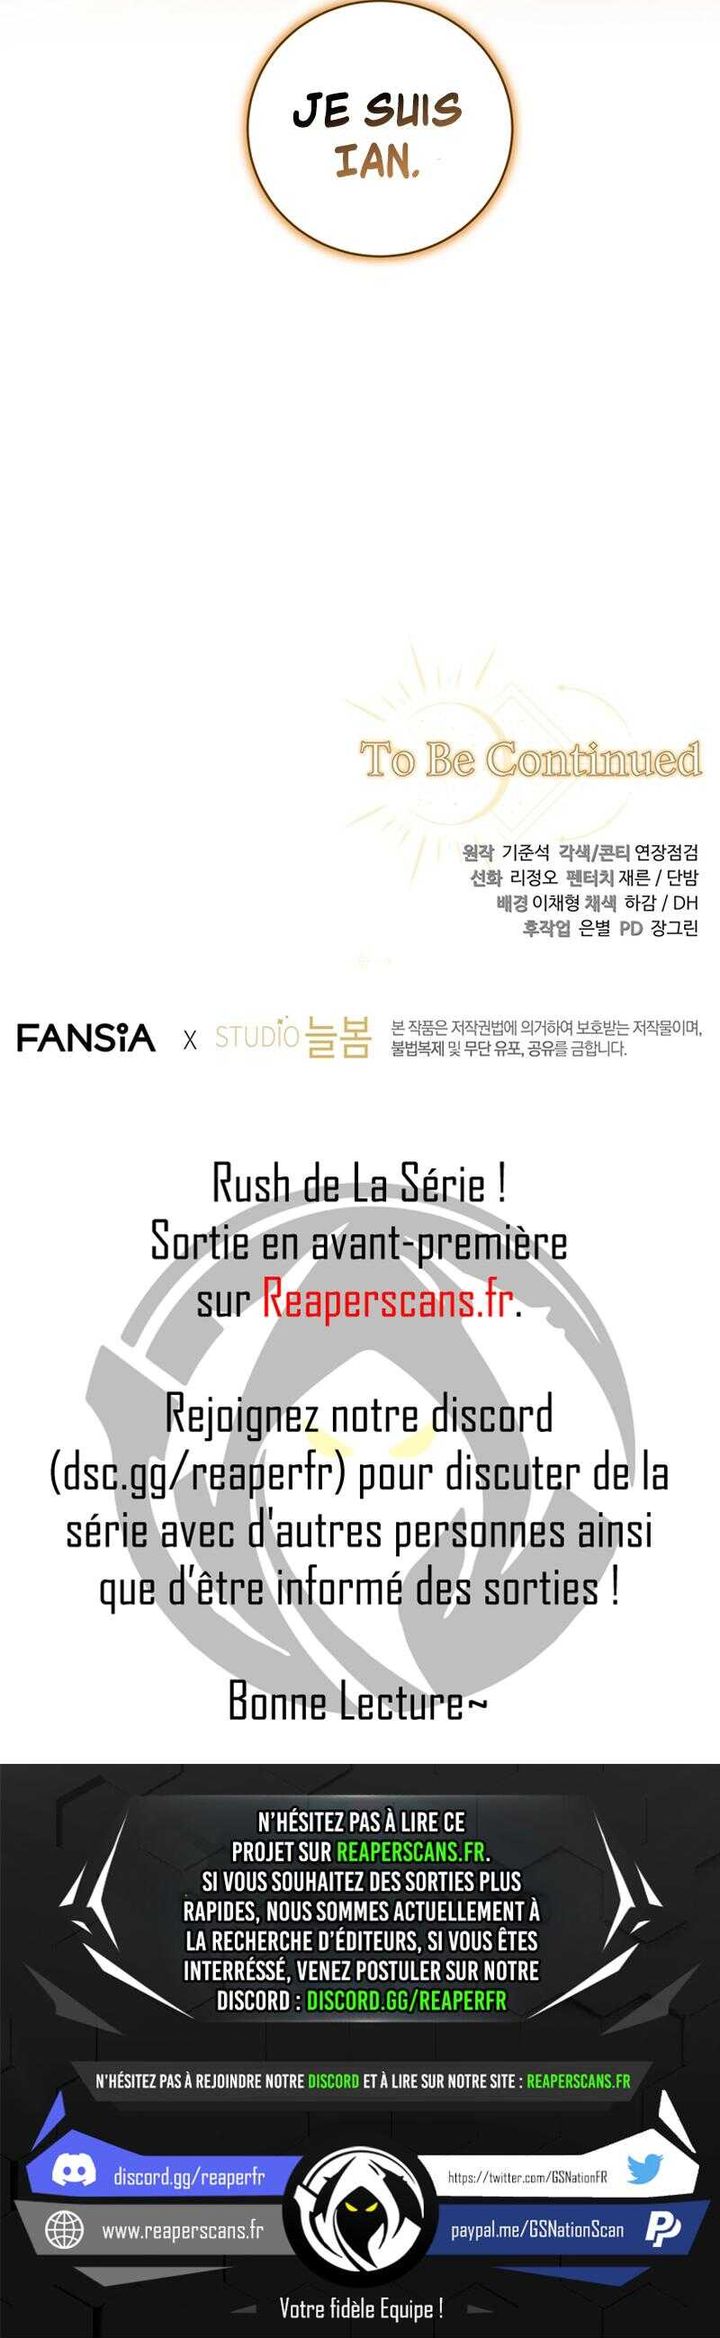 JE SUIS
IAN.
To Be Continued
원작 기준석 각색/콘티 연장점검
선화 리정오 펜터치 재른 / 단밤
배경 이채형 채색 하감 / DH
후작업 은별 PD 장그린
FANSiA x STUDIO 늘봄
본 작품은 저작권법에 의거하여 보호받는 저작물이며,
불법복제 및 무단 유포, 공유를 금합니다.
Rush de La Série !
Sortie en avant-première
sur Reaperscans.fr.
Rejoignez notre discord
(dsc.gg/reaperfr) pour discuter de la
série avec d'autres personnes ainsi
que d'être informé des sorties !
Bonne Lecture~
N'HÉSITEZ PAS À LIRE CE
PROJET SUR REAPERSCANS.FR.
SI VOUS SOUHAITEZ DES SORTIES PLUS
RAPIDES, NOUS SOMMES ACTUELLEMENT À
LA RECHERCHE D'ÉDITEURS, SI VOUS ÊTES
INTERRÉSSÉ, VENEZ POSTULER SUR NOTRE
DISCORD : DISCORD.GG/REAPERFR
N'HÉSITEZ PAS À REJOINDRE NOTRE DISCORD ET À LIRE SUR NOTRE SITE : REAPERSCANS.FR
discord.gg/reaperfr
https://twitter.com/GSNationFR
www.reaperscans.fr
paypal.me/GSNationScan
Votre fidèle Equipe !